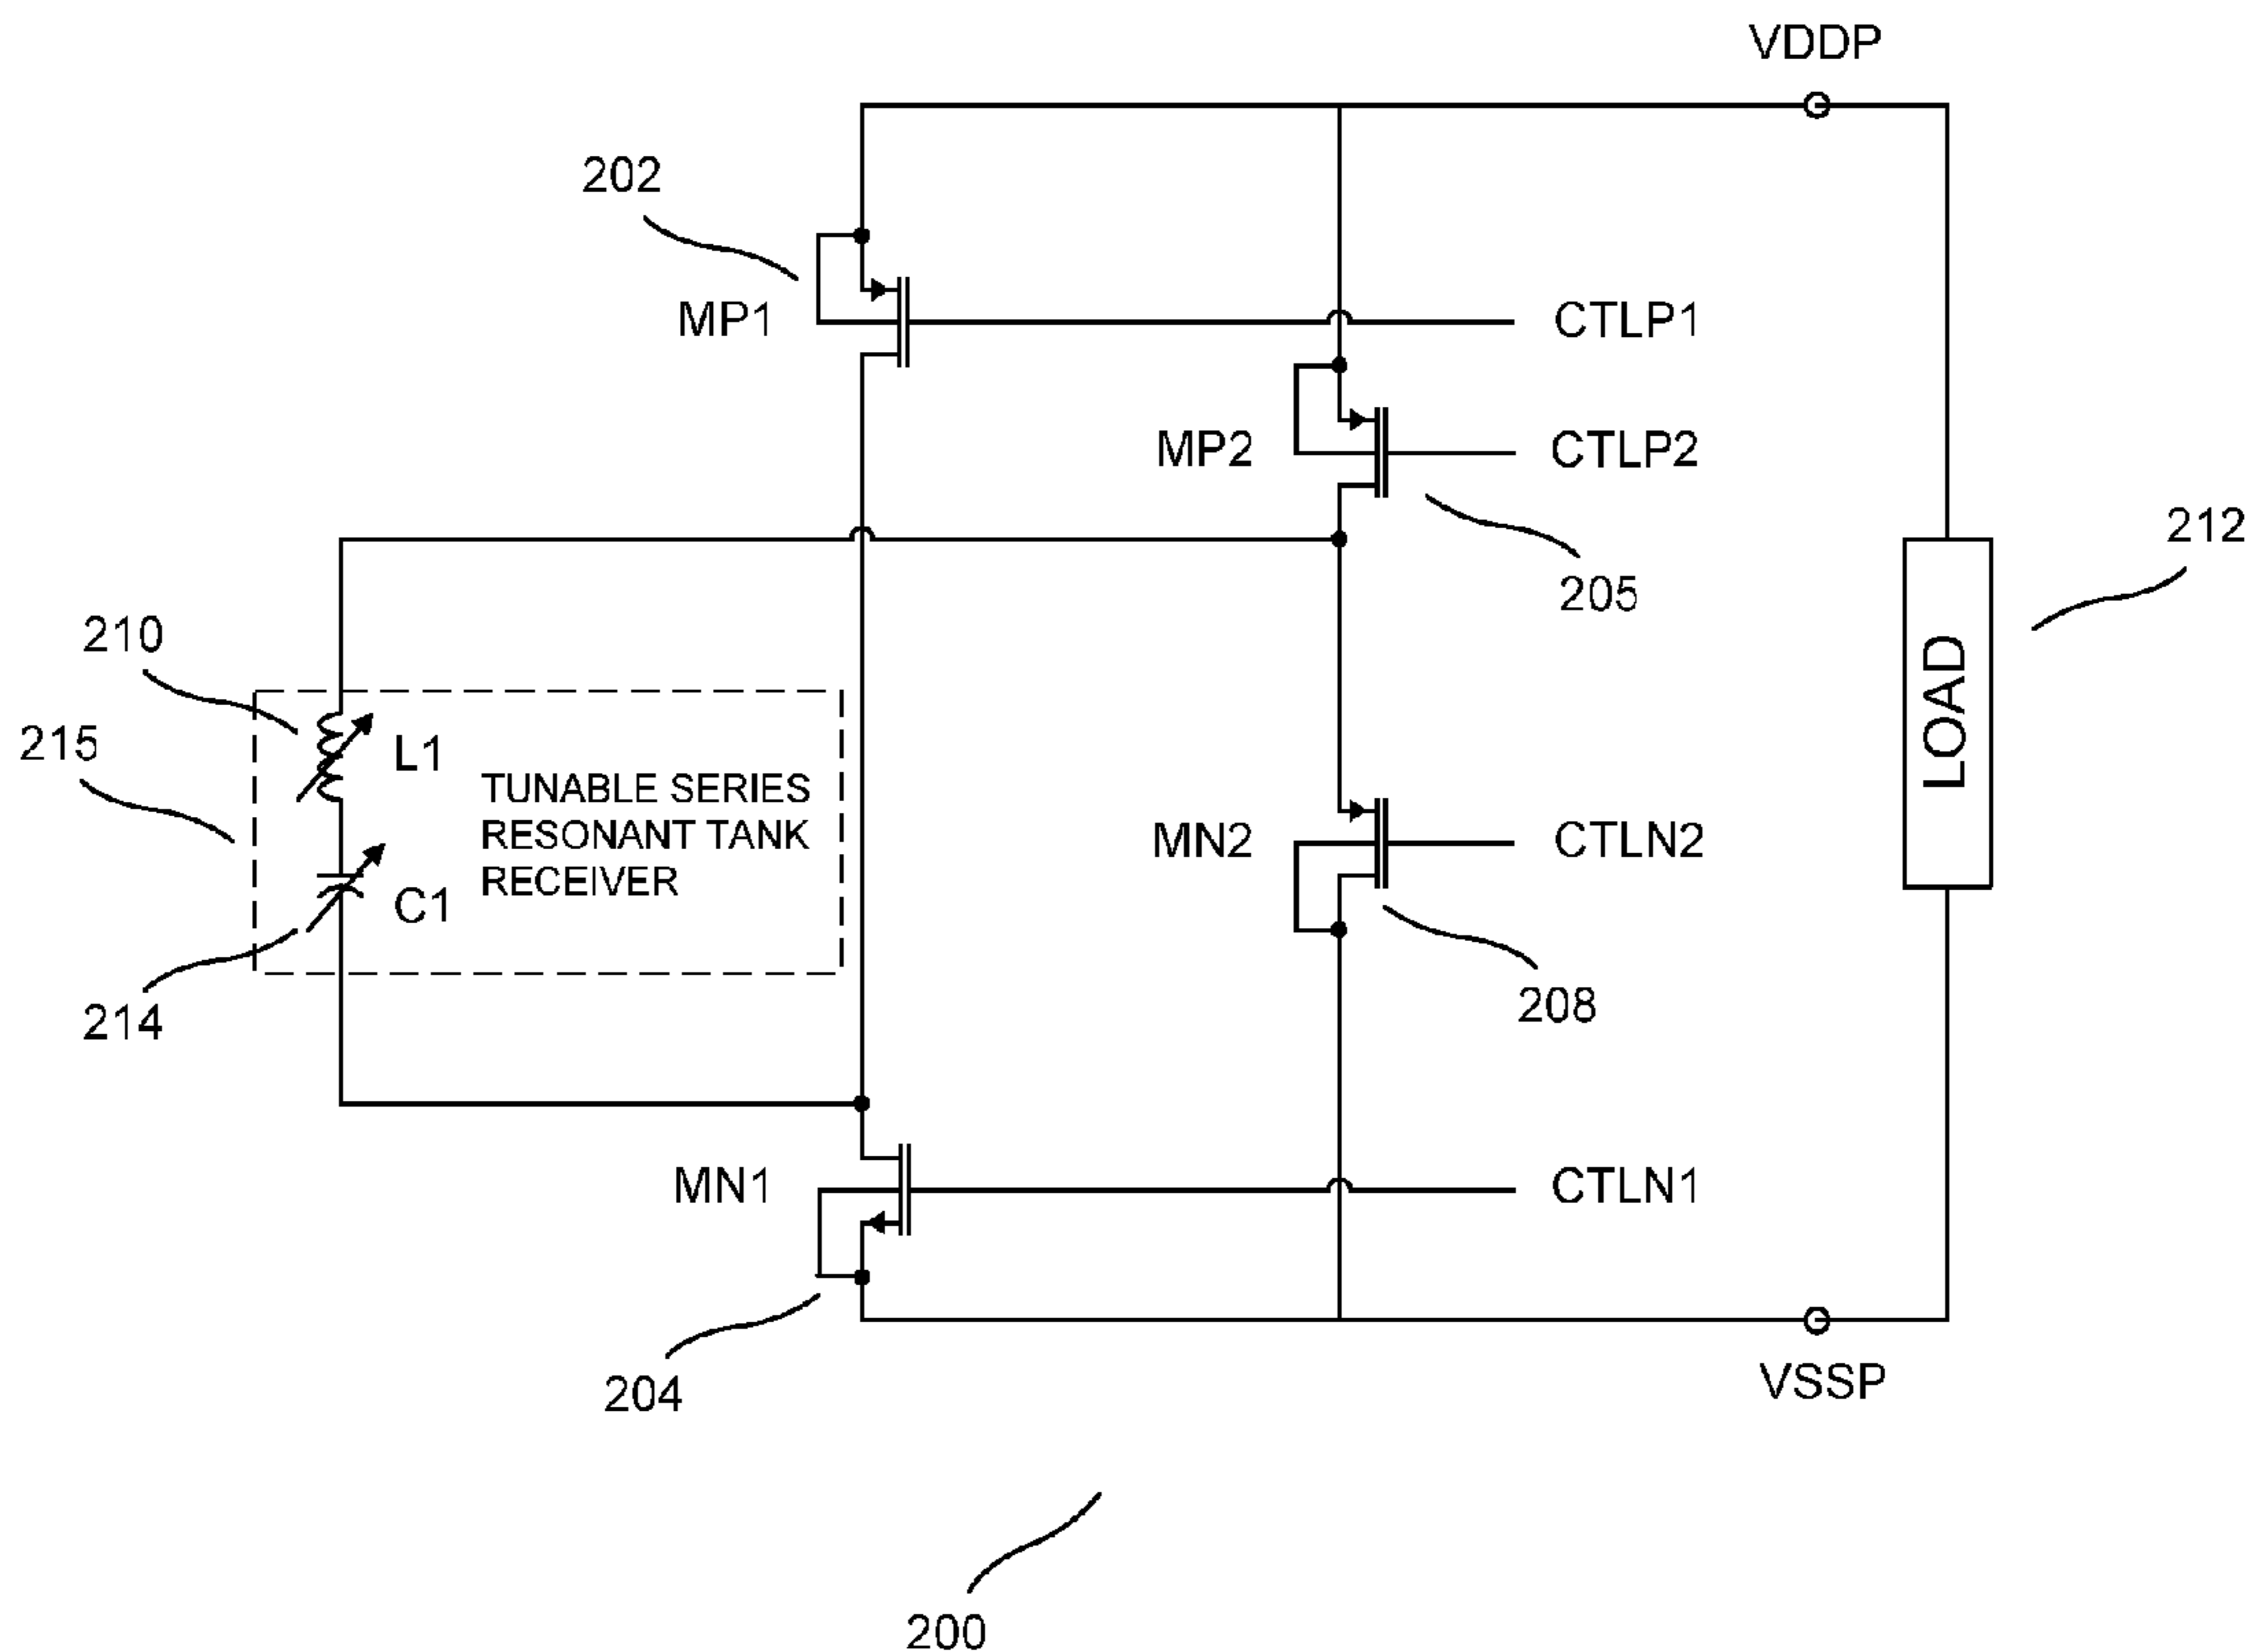 VDDP
202
MP1
CTLP1
MP2
CTLP2
212
205
210
215
L1
LOAD
TUNABLE SERIES
RESONANT TANK
RECEIVER
MN2
CTLN2
C1
208
214
MN1
CTLN1
204
VSSP
200